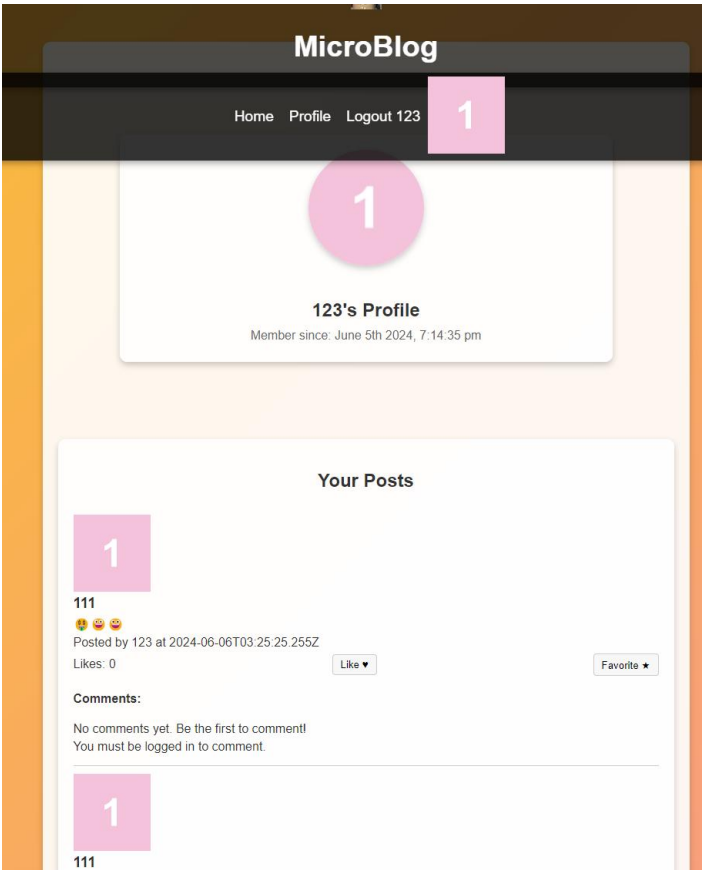 MicroBlog
Home Profile Logout 123 1
1
123's Profile
Member since: June 5th 2024, 7:14:35 pm
Your Posts
1
111
🤑😀😀
Posted by 123 at 2024-06-06T03:25:25.255Z
Likes: 0 Like ♥ Favorite ★
Comments:
No comments yet. Be the first to comment!
You must be logged in to comment.
1
111